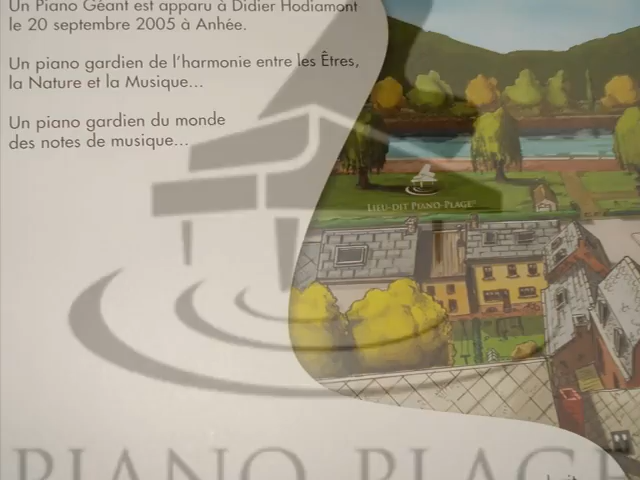 Un Piano Géant est apparu à Didier Hodiamont
le 20 septembre 2005 à Anhée.
Un piano gardien de l'harmonie entre les Êtres,
la Nature et la Musique...
Un piano gardien du monde
des notes de musique...
LIEU-DIT PIANO-PLAGE
PIANO PLAGE